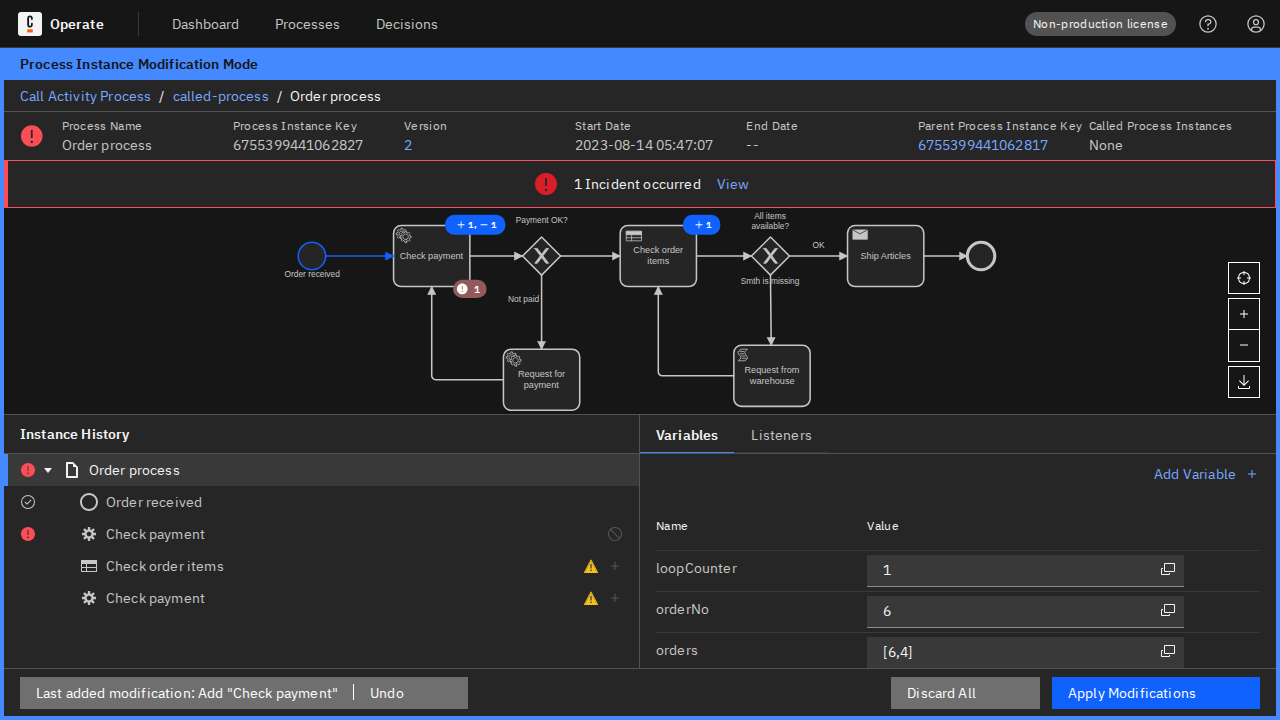 C Operate Dashboard Processes Decisions Non-production license
Process Instance Modification Mode
Call Activity Process / called-process / Order process
Process Name Process Instance Key Version Start Date End Date Parent Process Instance Key Called Process Instances
Order process 6755399441062827 2 2023-08-14 05:47:07 -- 6755399441062817 None
1 Incident occurred View
+ 1, − 1
Payment OK?
+ 1
All items
available?
Check payment
Check order
items
OK
Ship Articles
Order received
Smth is missing
1
Not paid
Request for
payment
Request from
warehouse
+
−
Instance History
Order process
Order received
Check payment
Check order items
Check payment
Variables Listeners
Add Variable +
Name Value
loopCounter 1
orderNo 6
orders [6,4]
Last added modification: Add "Check payment" Undo
Discard All Apply Modifications